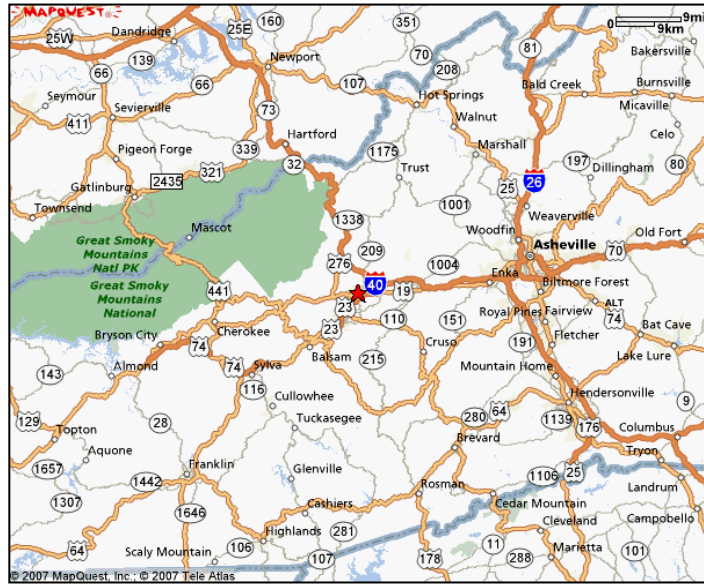 MAPQUEST
160
351
9mi
0
9km
Dandridge
25E
81
25W
139
Newport
70
Bakersville
66
208
66
107
Bald Creek
Burnsville
Seymour
Hot Springs
Micaville
Sevierville
73
Walnut
411
Celo
Hartford
Marshall
Pigeon Forge
339
1175
197
Dillingham
32
Trust
80
321
2435
25
26
Gatlinburg
1001
Weaverville
Townsend
1338
Mascot
Woodfin
Old Fort
Great Smoky
Mountains
Natl PK
209
Asheville
70
276
1004
Great Smoky
Mountains
National
40
Enka
Biltmore Forest
441
19
ALT
23
Royal Pines
Fairview
74
110
151
Bryson City
Cherokee
23
Bat Cave
74
191
Fletcher
Balsam
Cruso
Lake Lure
143
74
215
Almond
Sylva
Mountain Home
116
9
Cullowhee
Hendersonville
129
28
Tuckasegee
280
64
1139
Topton
176
Columbus
Brevard
Aquone
Tryon
1657
Franklin
Glenville
1106
25
1442
Landrum
1307
Rosman
Cashiers
Cedar Mountain
1646
Campobello
Highlands
281
Cleveland
64
106
11
101
Scaly Mountain
107
178
288
Marietta
© 2007 MapQuest, Inc.; © 2007 Tele Atlas